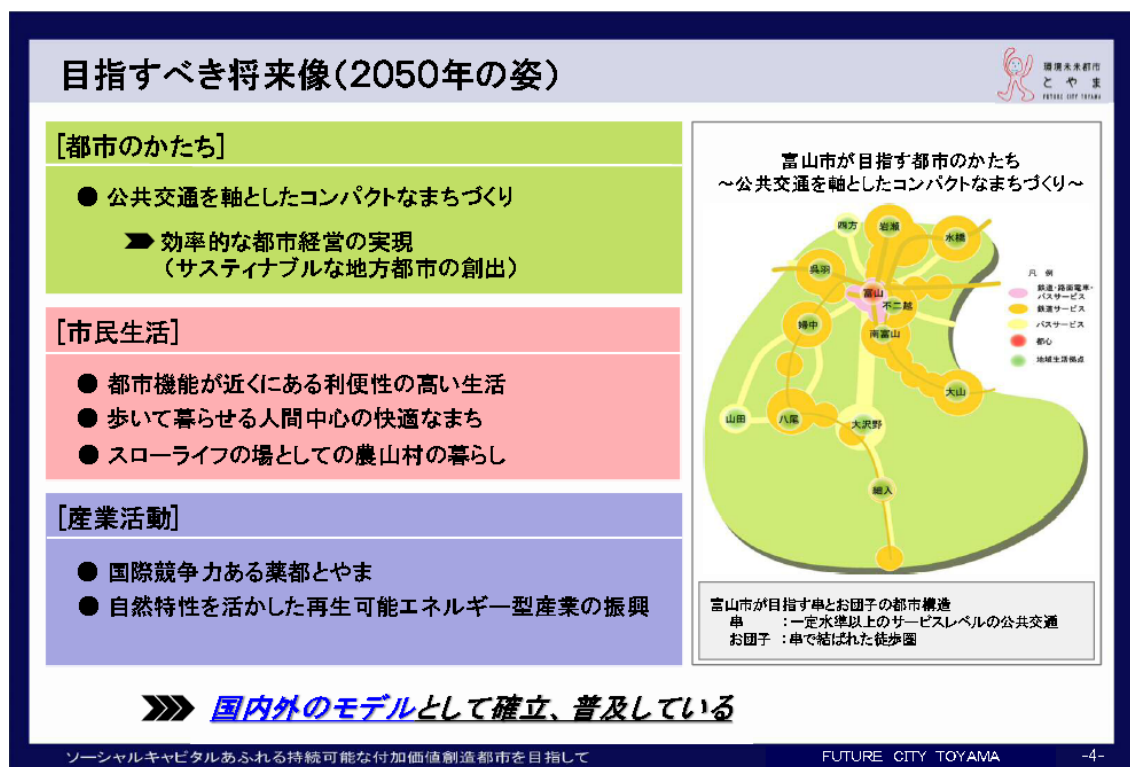 目指すべき将来像(2050年の姿)
環境未来都市
とやま
FUTURE CITY TOYAMA
[都市のかたち]
● 公共交通を軸としたコンパクトなまちづくり
効率的な都市経営の実現
(サスティナブルな地方都市の創出)
[市民生活]
● 都市機能が近くにある利便性の高い生活
● 歩いて暮らせる人間中心の快適なまち
● スローライフの場としての農山村の暮らし
[産業活動]
● 国際競争力ある薬都とやま
● 自然特性を活かした再生可能エネルギー型産業の振興
富山市が目指す都市のかたち
～公共交通を軸としたコンパクトなまちづくり～
四方
岩瀬
水橋
呉羽
富山
不二越
婦中
南富山
大山
山田
八尾
大沢野
細入
凡 例
鉄道・路面電車・
バスサービス
鉄道サービス
バスサービス
都心
地域生活拠点
富山市が目指す串とお団子の都市構造
串 :一定水準以上のサービスレベルの公共交通
お団子 :串で結ばれた徒歩圏
国内外のモデルとして確立、普及している
ソーシャルキャピタルあふれる持続可能な付加価値創造都市を目指して
FUTURE CITY TOYAMA
-4-